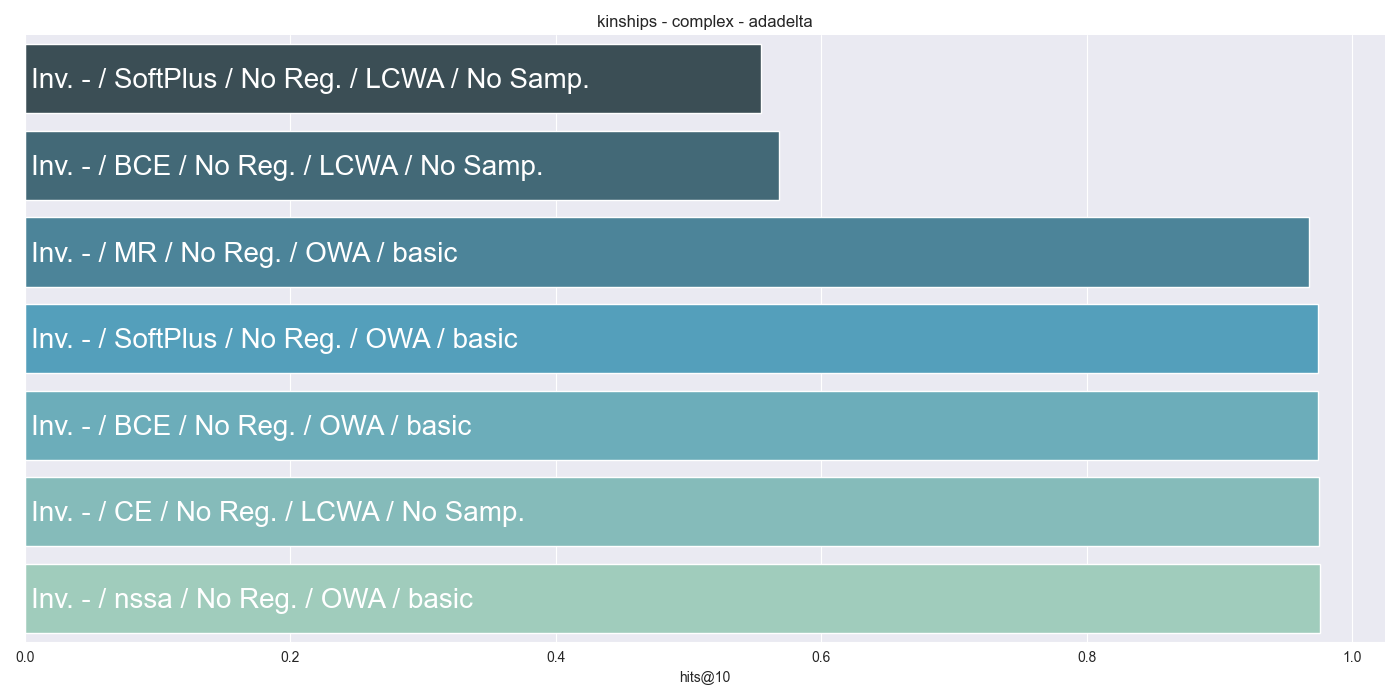 kinships - complex - adadelta
Inv. - / SoftPlus / No Reg. / LCWA / No Samp.
Inv. - / BCE / No Reg. / LCWA / No Samp.
Inv. - / MR / No Reg. / OWA / basic
Inv. - / SoftPlus / No Reg. / OWA / basic
Inv. - / BCE / No Reg. / OWA / basic
Inv. - / CE / No Reg. / LCWA / No Samp.
Inv. - / nssa / No Reg. / OWA / basic
0.0 0.2 0.4 0.6 0.8 1.0
hits@10